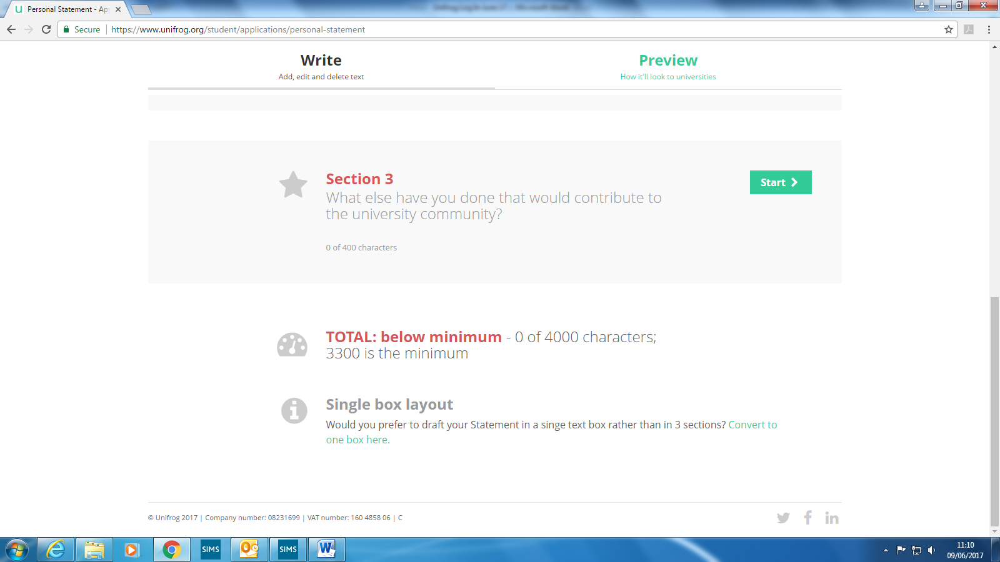 Personal Statement - Ap
Secure
https://www.unifrog.org/student/applications/personal-statement
Write
Add, edit and delete text
Preview
How it'll look to universities
Section 3
What else have you done that would contribute to
the university community?
0 of 400 characters
Start
TOTAL: below minimum - 0 of 4000 characters;
3300 is the minimum
Single box layout
Would you prefer to draft your Statement in a singe text box rather than in 3 sections? Convert to
one box here.
© Unifrog 2017 | Company number: 08231699 | VAT number: 160 4858 06 | C
SIMS
SIMS
11:10
09/06/2017